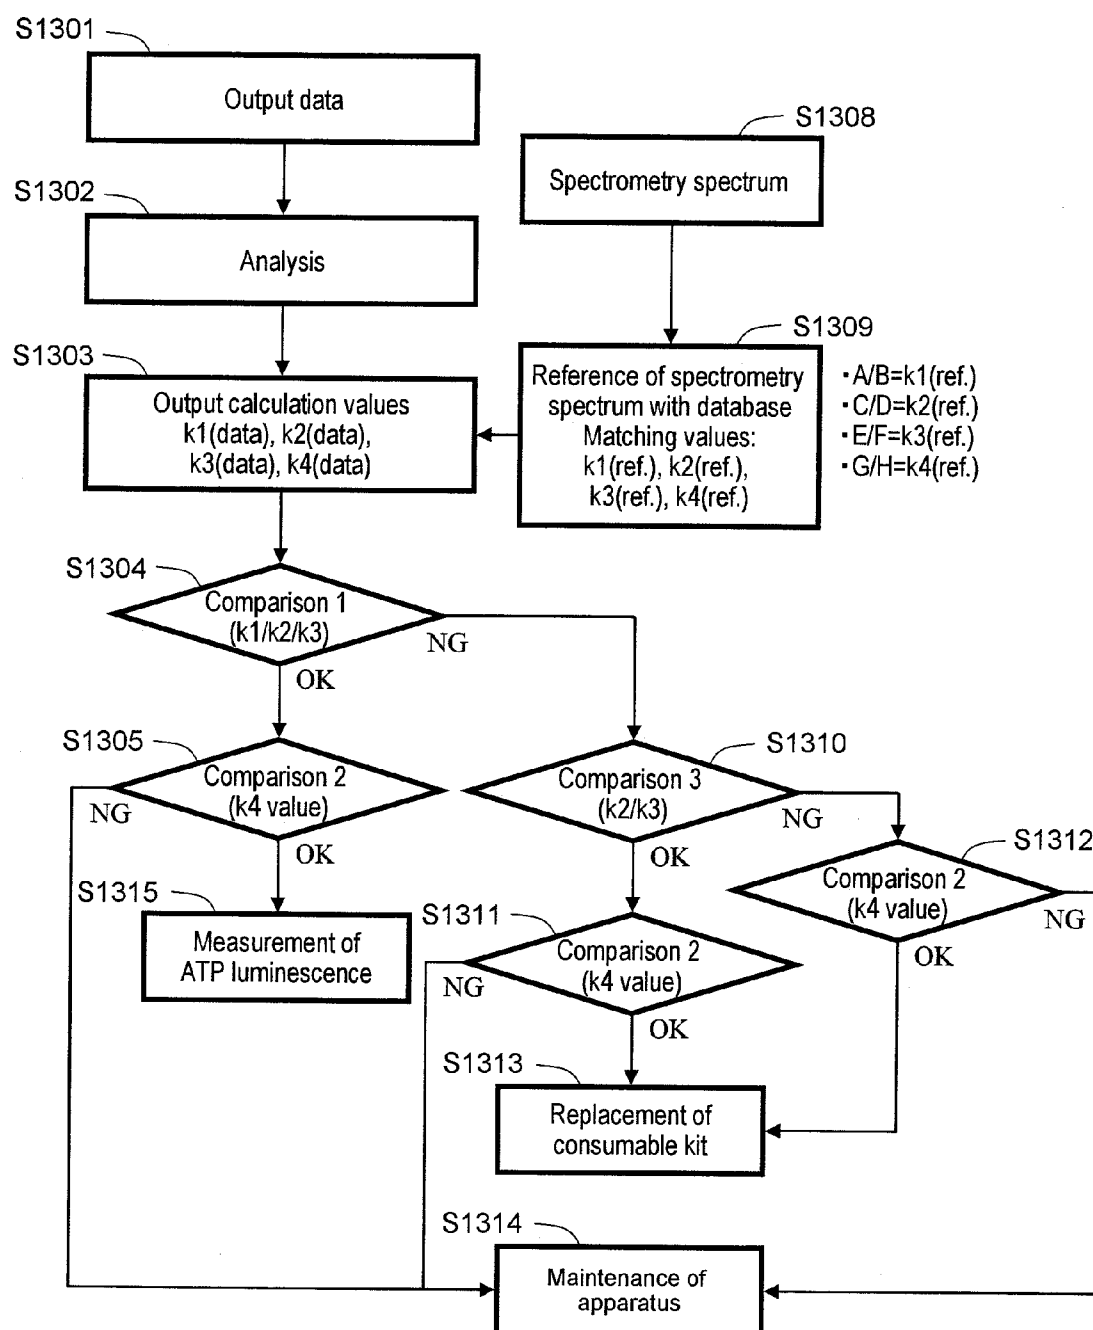 S1301
Output data
S1308
Spectrometry spectrum
S1302
Analysis
S1303
Output calculation values
k1(data), k2(data),
k3(data), k4(data)
S1309
Reference of spectrometry
spectrum with database
Matching values:
k1(ref.), k2(ref.),
k3(ref.), k4(ref.)
・A/B=k1(ref.)
・C/D=k2(ref.)
・E/F=k3(ref.)
・G/H=k4(ref.)
S1304
Comparison 1
(k1/k2/k3)
NG
OK
S1305
Comparison 2
(k4 value)
NG
OK
S1310
Comparison 3
(k2/k3)
NG
OK
S1312
Comparison 2
(k4 value)
NG
OK
S1315
Measurement of
ATP luminescence
S1311
Comparison 2
(k4 value)
NG
OK
S1313
Replacement of
consumable kit
S1314
Maintenance of
apparatus